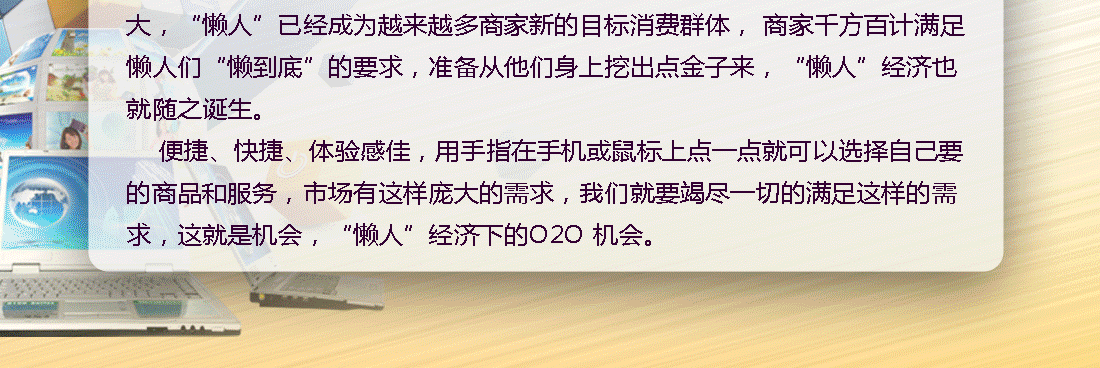 大，“懒人”已经成为越来越多商家新的目标消费群体， 商家千方百计满足
懒人们“懒到底”的要求，准备从他们身上挖出点金子来，“懒人”经济也
就随之诞生。
便捷、快捷、体验感佳，用手指在手机或鼠标上点一点就可以选择自己要
的商品和服务，市场有这样庞大的需求，我们就要竭尽一切的满足这样的需
求，这就是机会，“懒人”经济下的O2O 机会。